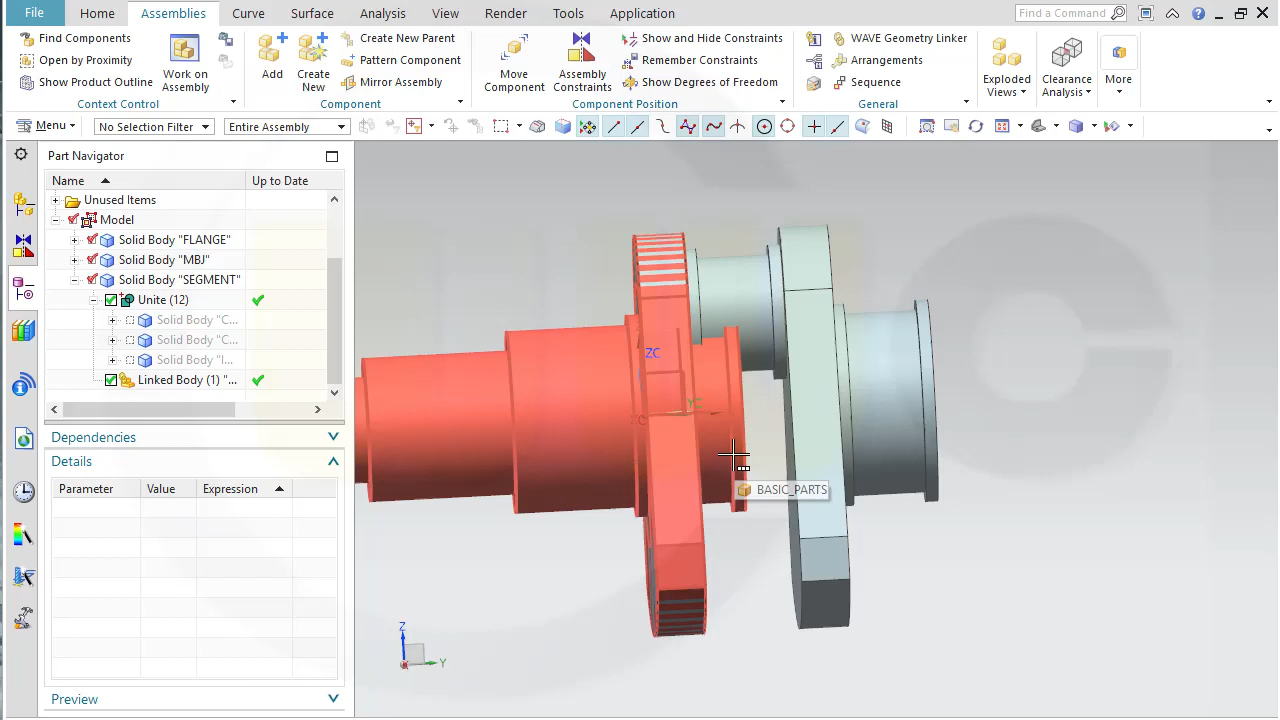 File Home Assemblies Curve Surface Analysis View Render Tools Application Find a Command
Find Components Create New Parent Show and Hide Constraints WAVE Geometry Linker
Open by Proximity Pattern Component Remember Constraints Arrangements
Show Product Outline Mirror Assembly Show Degrees of Freedom Sequence
Work on Assembly
Add
Create New
Move Component
Assembly Constraints
Exploded Views
Clearance Analysis
More
Context Control Component Component Position General
Menu No Selection Filter Entire Assembly
Part Navigator
Name Up to Date
Unused Items
Model
Solid Body "FLANGE"
Solid Body "MBJ"
Solid Body "SEGMENT"
Unite (12)
Solid Body "C...
Solid Body "C...
Solid Body "I...
Linked Body (1) "...
Dependencies
Details
Parameter Value Expression
Preview
ZC
YC
BASIC_PARTS
Z
Y